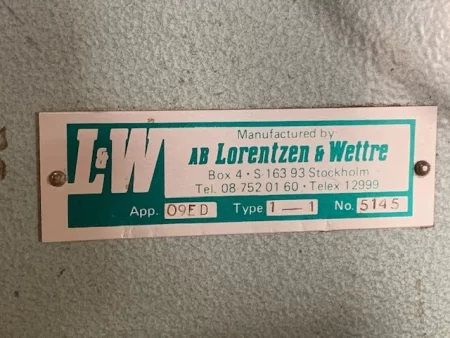 L&W
Manufactured by
AB Lorentzen & Wettre
Box 4 · S 163 93 Stockholm
Tel. 08 752 01 60 · Telex 12999
App. 09ED Type 1 — 1 No. 5145